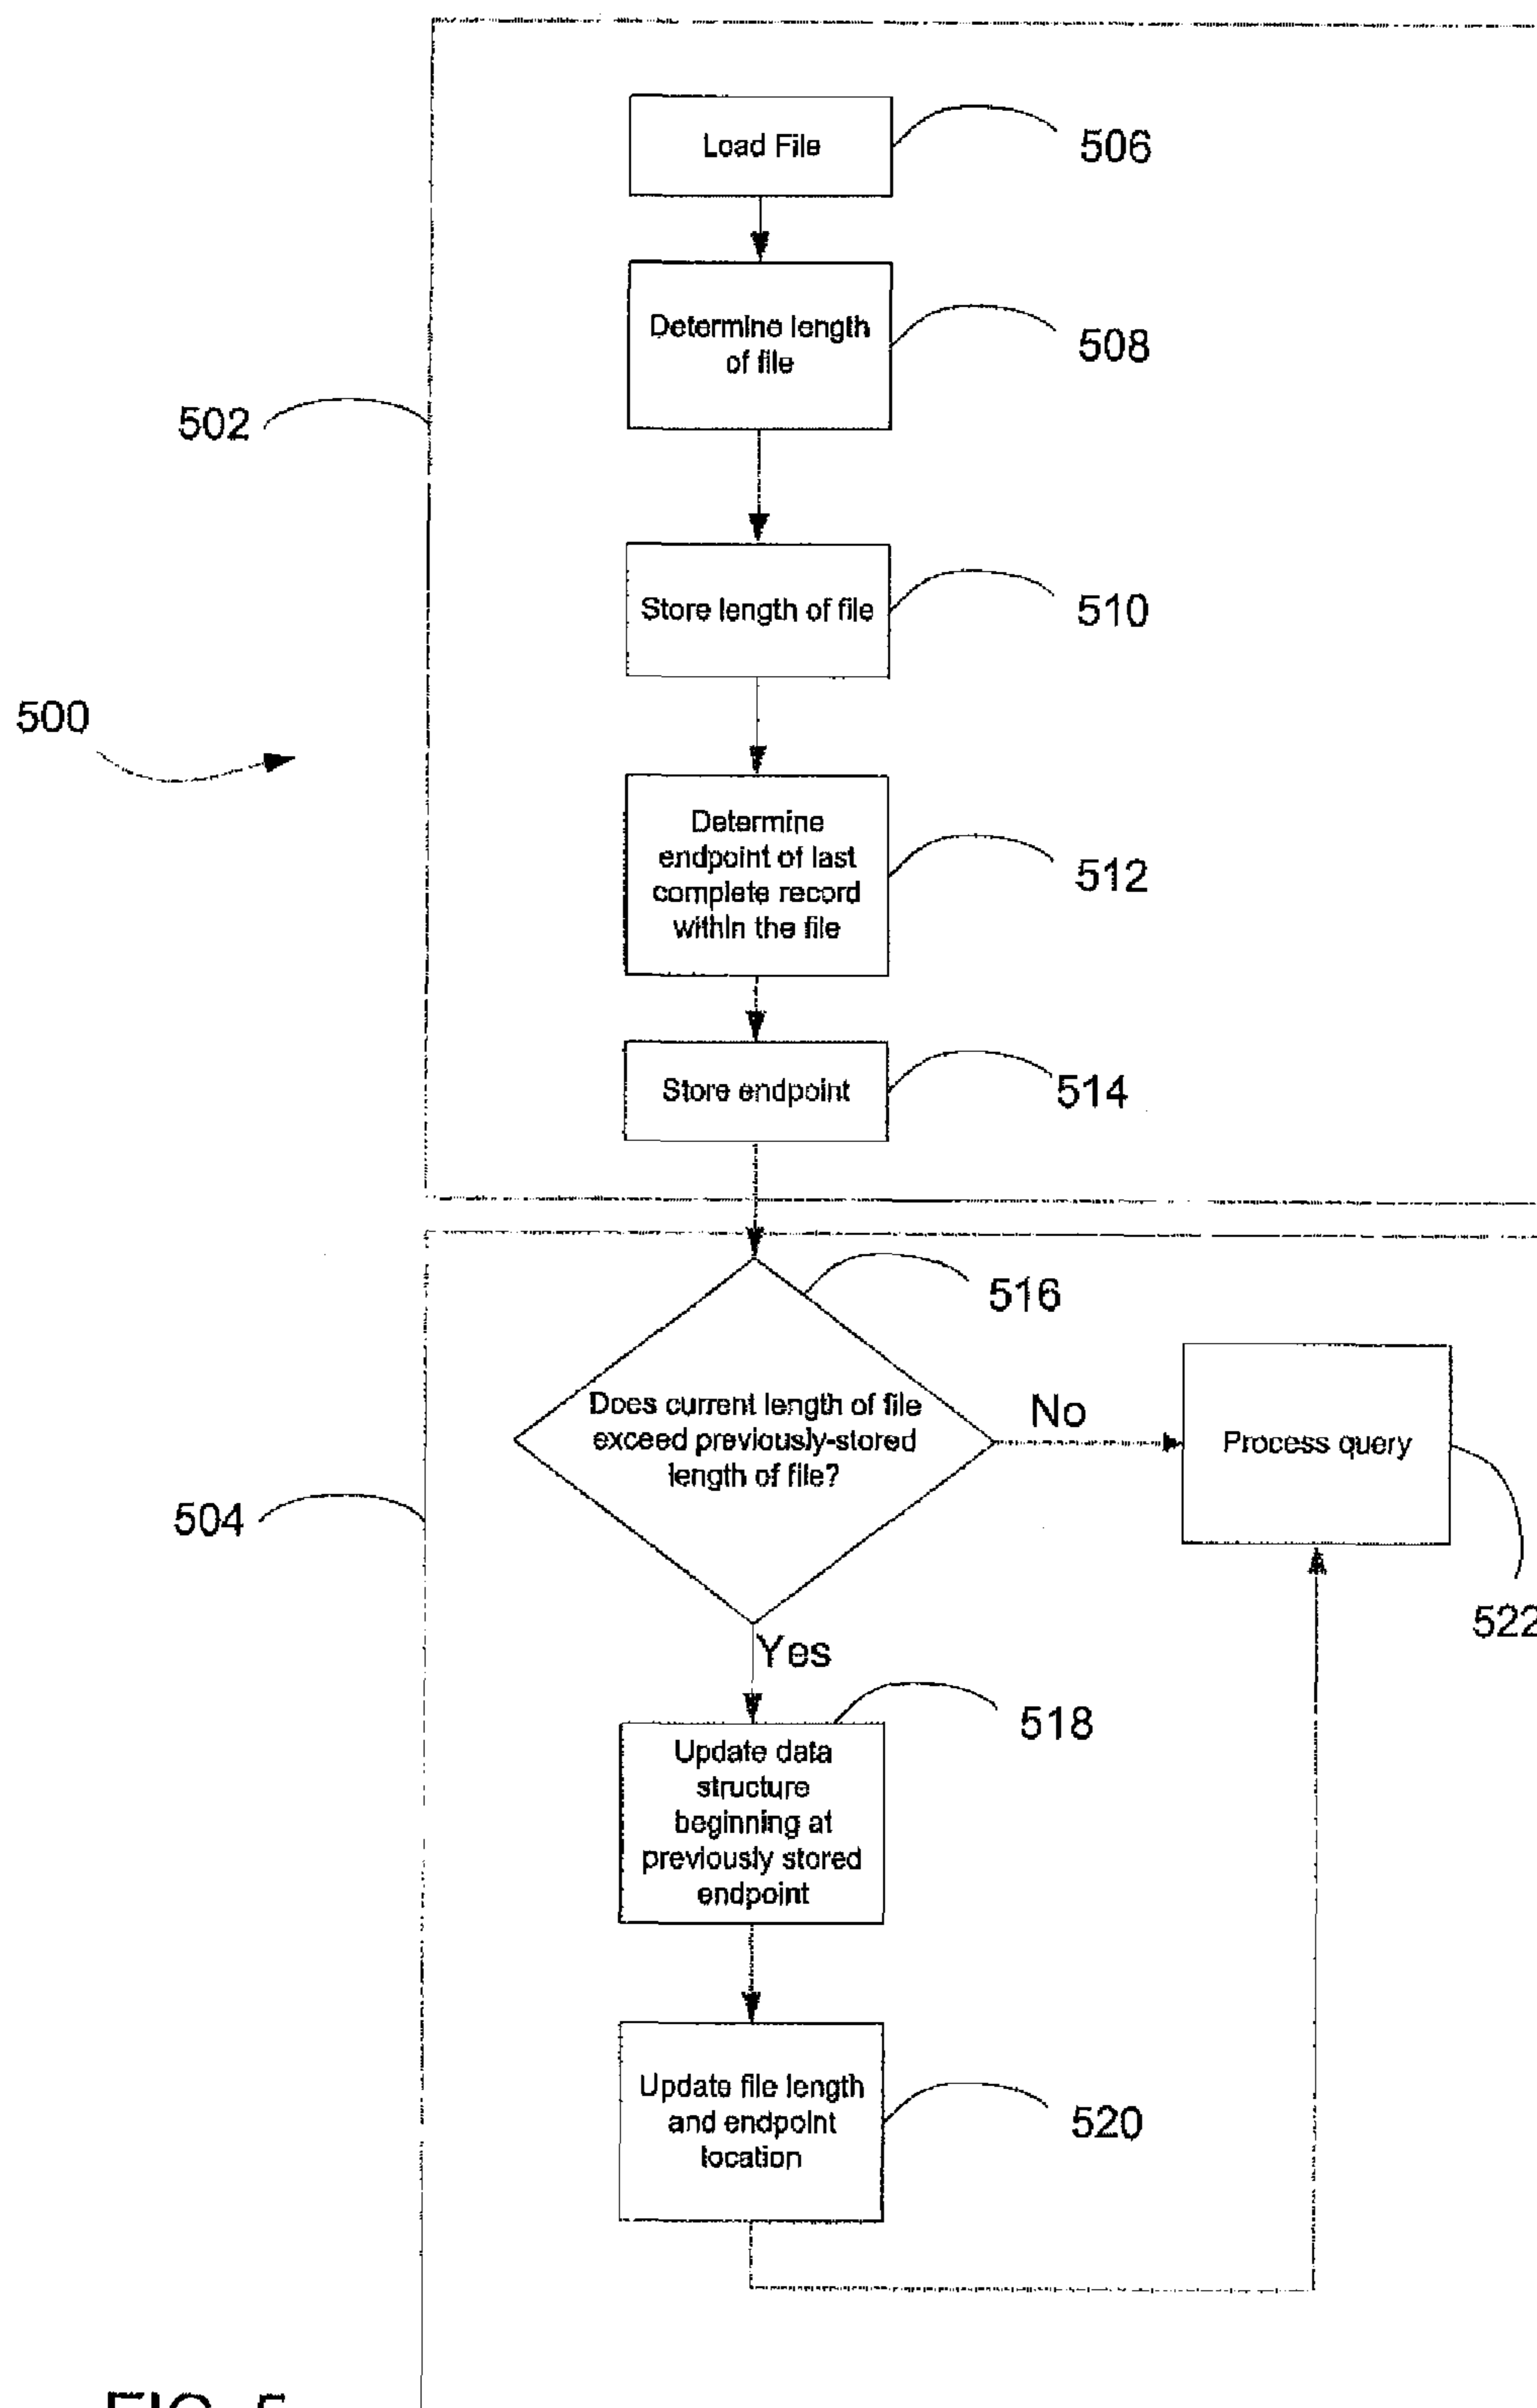 Load File
506
Determine length
of file
508
502
Store length of file
510
500
Determine
endpoint of last
complete record
within the file
512
Store endpoint
514
516
Does current length of file
exceed previously-stored
length of file?
No
Process query
504
522
Yes
518
Update data
structure
beginning at
previously stored
endpoint
Update file length
and endpoint
location
520
FIG. 5